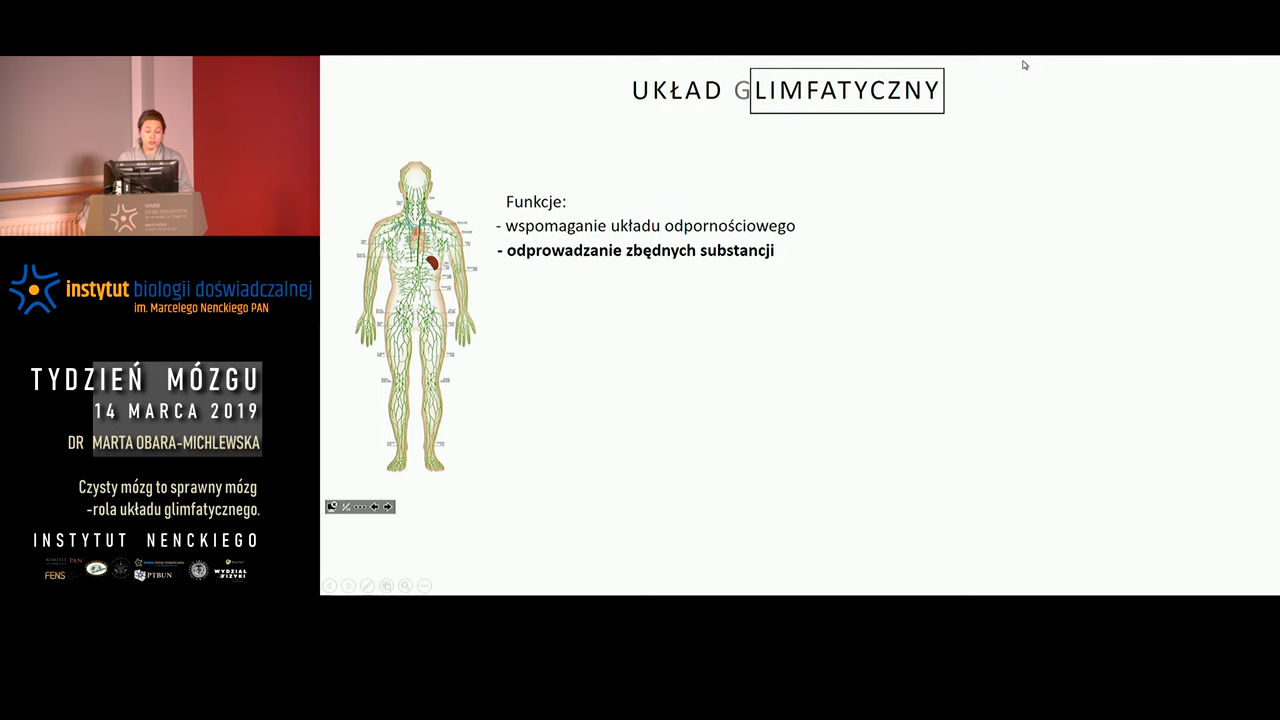 UKŁAD GLIMFATYCZNY
Funkcje:
- wspomaganie układu odpornościowego
- odprowadzanie zbędnych substancji
instytut biologii doświadczalnej
im. Marcelego Nenckiego PAN
TYDZIEŃ MÓZGU
14 MARCA 2019
DR MARTA OBARA-MICHLEWSKA
Czysty mózg to sprawny mózg
-rola układu glimfatycznego.
INSTYTUT NENCKIEGO
FENS
PTBUN
WYDZIAŁ
FIZYKI